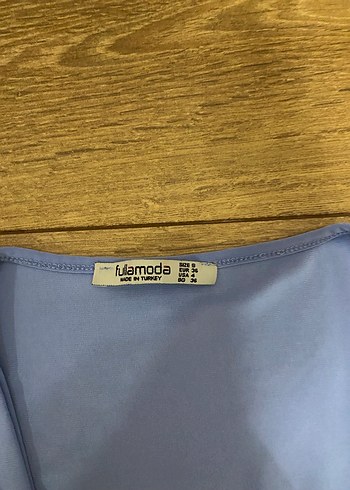 fullamoda
MADE IN TURKEY
SIZE S
EUR 36
USA 4
BG 36